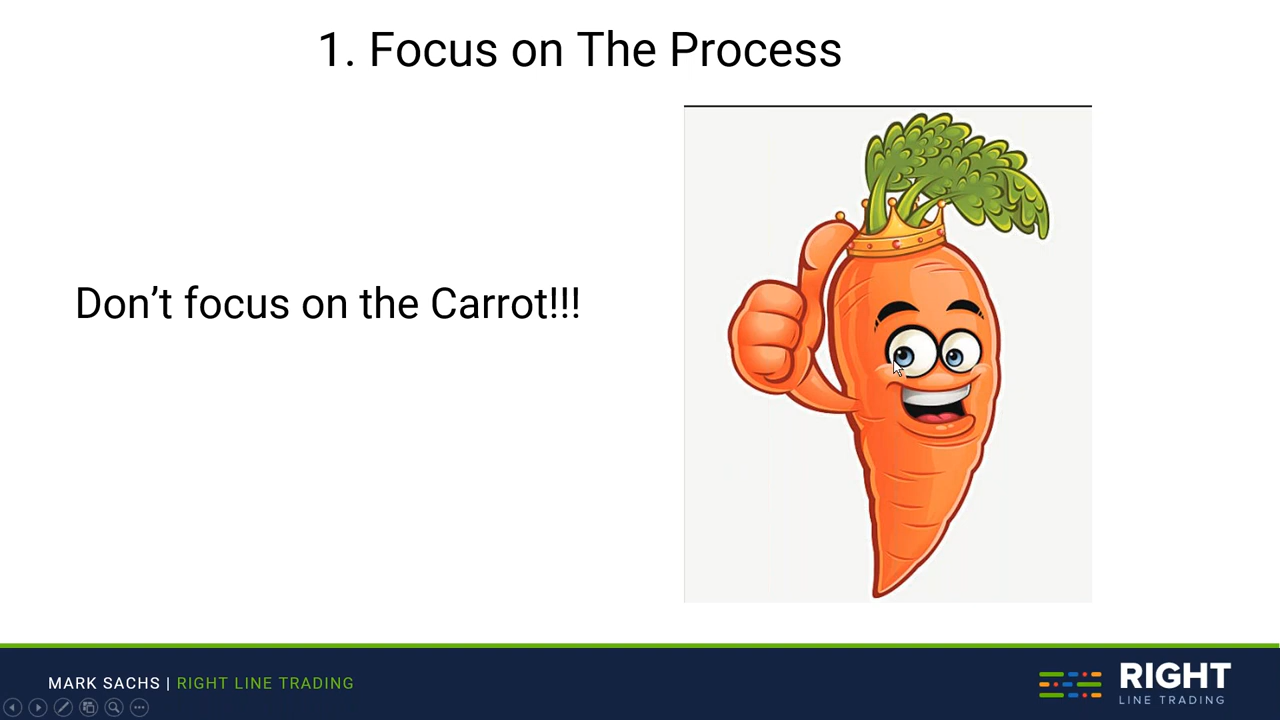 1. Focus on The Process
Don’t focus on the Carrot!!!
MARK SACHS | RIGHT LINE TRADING
RIGHT
LINE TRADING